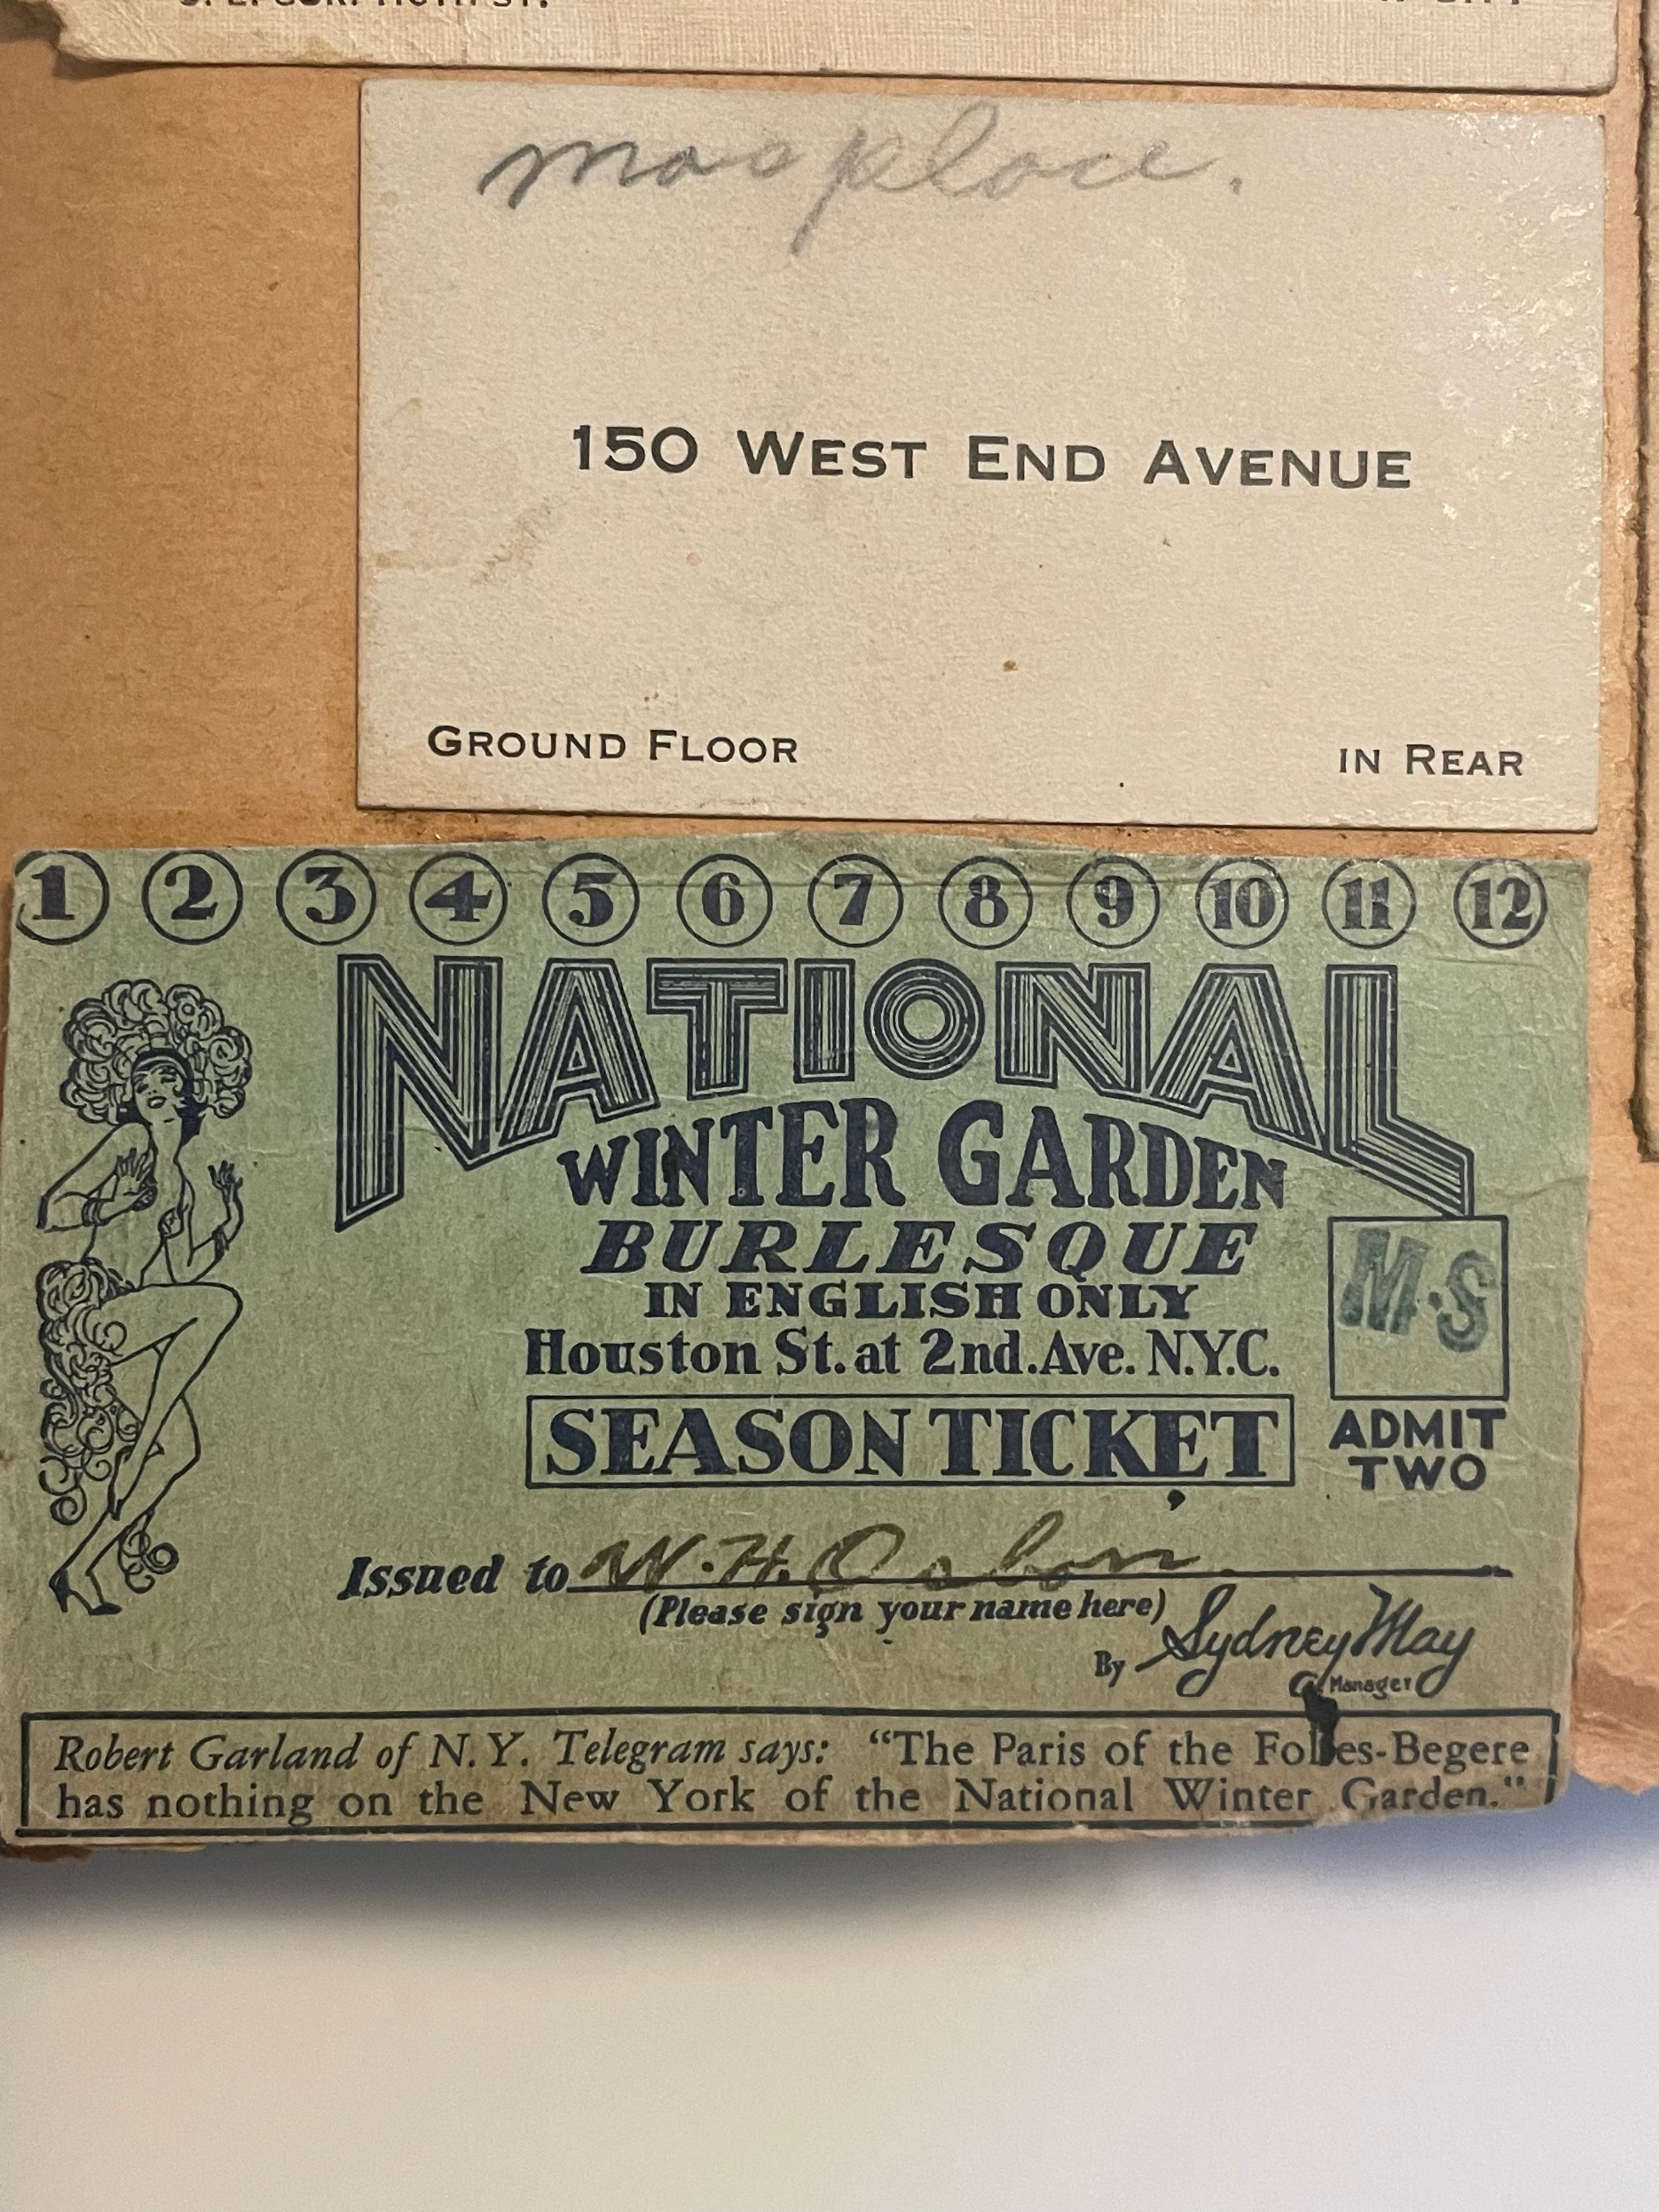 mos place.
150 WEST END AVENUE
GROUND FLOOR IN REAR
1 2 3 4 5 6 7 8 9 10 11 12
NATIONAL
WINTER GARDEN
BURLESQUE
IN ENGLISH ONLY
Houston St. at 2nd. Ave. N.Y.C.
M·S
SEASON TICKET
ADMIT
TWO
Issued to W. H. Osborn
(Please sign your name here)
By Sydney May
Manager
Robert Garland of N. Y. Telegram says: "The Paris of the Folies-Begere
has nothing on the New York of the National Winter Garden."